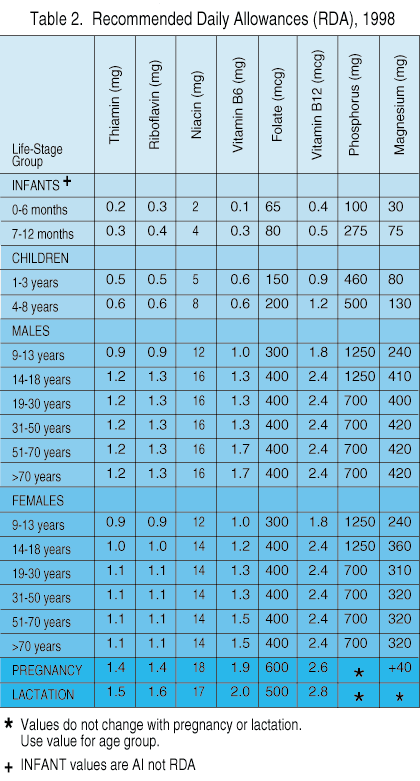 Table 2. Recommended Daily Allowances (RDA), 1998
Life-Stage Group Thiamin (mg) Riboflavin (mg) Niacin (mg) Vitamin B6 (mg) Folate (mcg) Vitamin B12 (mcg) Phosphorus (mg) Magnesium (mg)
INFANTS +
0-6 months 0.2 0.3 2 0.1 65 0.4 100 30
7-12 months 0.3 0.4 4 0.3 80 0.5 275 75
CHILDREN
1-3 years 0.5 0.5 5 0.6 150 0.9 460 80
4-8 years 0.6 0.6 8 0.6 200 1.2 500 130
MALES
9-13 years 0.9 0.9 12 1.0 300 1.8 1250 240
14-18 years 1.2 1.3 16 1.3 400 2.4 1250 410
19-30 years 1.2 1.3 16 1.3 400 2.4 700 400
31-50 years 1.2 1.3 16 1.3 400 2.4 700 420
51-70 years 1.2 1.3 16 1.7 400 2.4 700 420
>70 years 1.2 1.3 16 1.7 400 2.4 700 420
FEMALES
9-13 years 0.9 0.9 12 1.0 300 1.8 1250 240
14-18 years 1.0 1.0 14 1.2 400 2.4 1250 360
19-30 years 1.1 1.1 14 1.3 400 2.4 700 310
31-50 years 1.1 1.1 14 1.3 400 2.4 700 320
51-70 years 1.1 1.1 14 1.5 400 2.4 700 320
>70 years 1.1 1.1 14 1.5 400 2.4 700 320
PREGNANCY 1.4 1.4 18 1.9 600 2.6 * +40
LACTATION 1.5 1.6 17 2.0 500 2.8 * *
* Values do not change with pregnancy or lactation.
Use value for age group.
+ INFANT values are AI not RDA